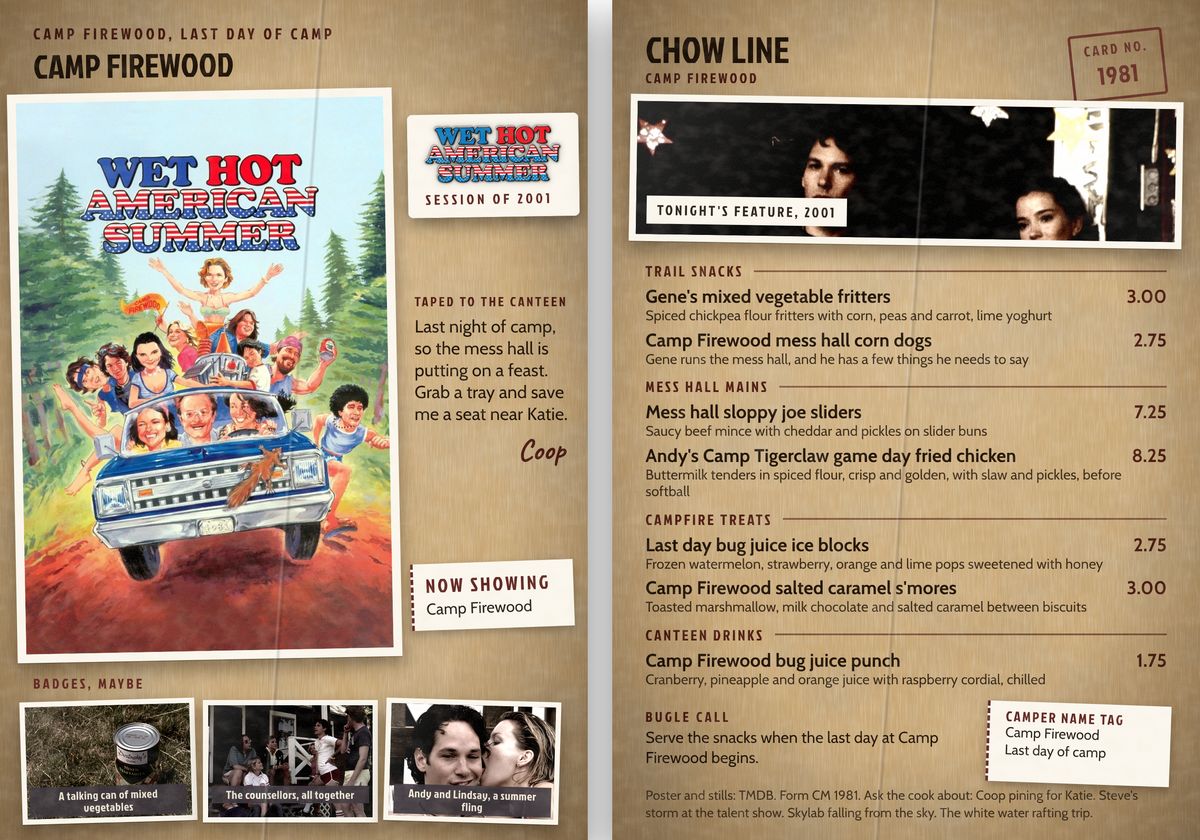 CAMP FIREWOOD, LAST DAY OF CAMP
CAMP FIREWOOD
WET HOT
AMERICAN
SUMMER
CAMP
FIREWOOD
1981
WET HOT
AMERICAN
SUMMER
SESSION OF 2001
TAPED TO THE CANTEEN
Last night of camp,
so the mess hall is
putting on a feast.
Grab a tray and save
me a seat near Katie.
Coop
NOW SHOWING
Camp Firewood
BADGES, MAYBE
A talking can of mixed
vegetables
The counsellors, all together
Andy and Lindsay, a summer
fling
CHOW LINE
CAMP FIREWOOD
CARD NO.
1981
TONIGHT'S FEATURE, 2001
TRAIL SNACKS
Gene's mixed vegetable fritters 3.00
Spiced chickpea flour fritters with corn, peas and carrot, lime yoghurt
Camp Firewood mess hall corn dogs 2.75
Gene runs the mess hall, and he has a few things he needs to say
MESS HALL MAINS
Mess hall sloppy joe sliders 7.25
Saucy beef mince with cheddar and pickles on slider buns
Andy's Camp Tigerclaw game day fried chicken 8.25
Buttermilk tenders in spiced flour, crisp and golden, with slaw and pickles, before
softball
CAMPFIRE TREATS
Last day bug juice ice blocks 2.75
Frozen watermelon, strawberry, orange and lime pops sweetened with honey
Camp Firewood salted caramel s'mores 3.00
Toasted marshmallow, milk chocolate and salted caramel between biscuits
CANTEEN DRINKS
Camp Firewood bug juice punch 1.75
Cranberry, pineapple and orange juice with raspberry cordial, chilled
BUGLE CALL
Serve the snacks when the last day at Camp
Firewood begins.
CAMPER NAME TAG
Camp Firewood
Last day of camp
Poster and stills: TMDB. Form CM 1981. Ask the cook about: Coop pining for Katie. Steve's
storm at the talent show. Skylab falling from the sky. The white water rafting trip.